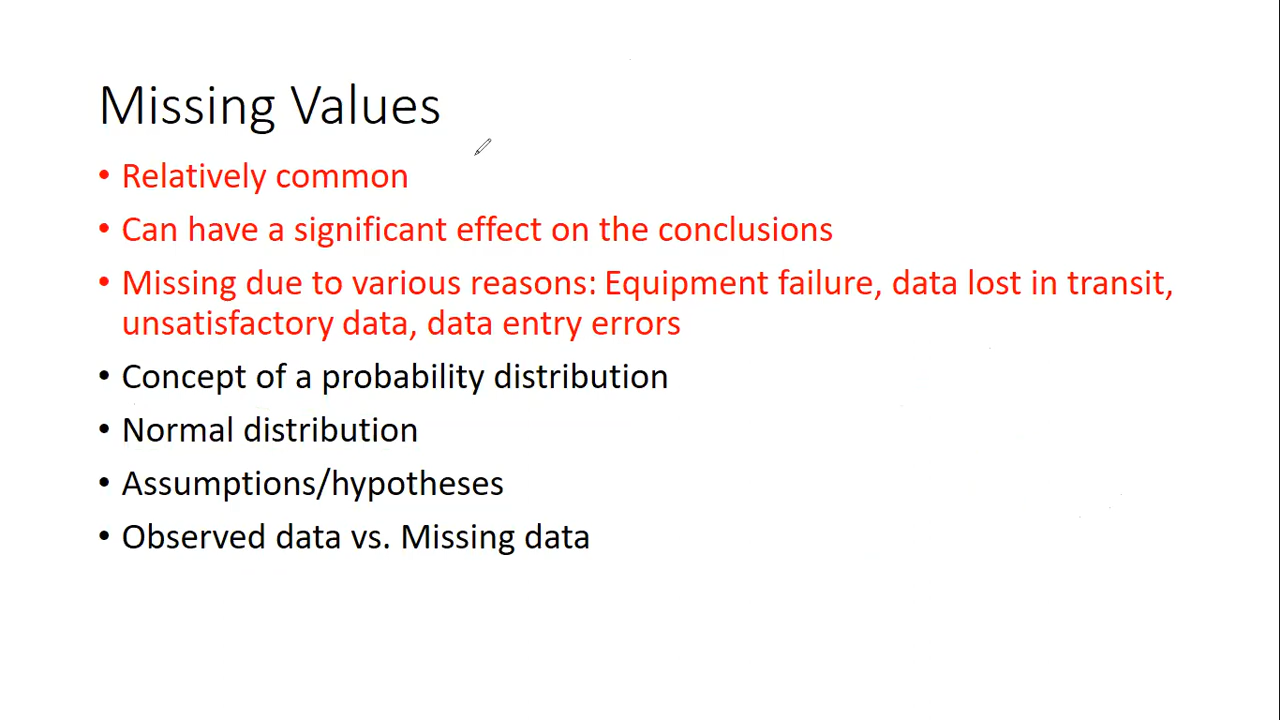 Missing Values
• Relatively common
• Can have a significant effect on the conclusions
• Missing due to various reasons: Equipment failure, data lost in transit,
unsatisfactory data, data entry errors
• Concept of a probability distribution
• Normal distribution
• Assumptions/hypotheses
• Observed data vs. Missing data